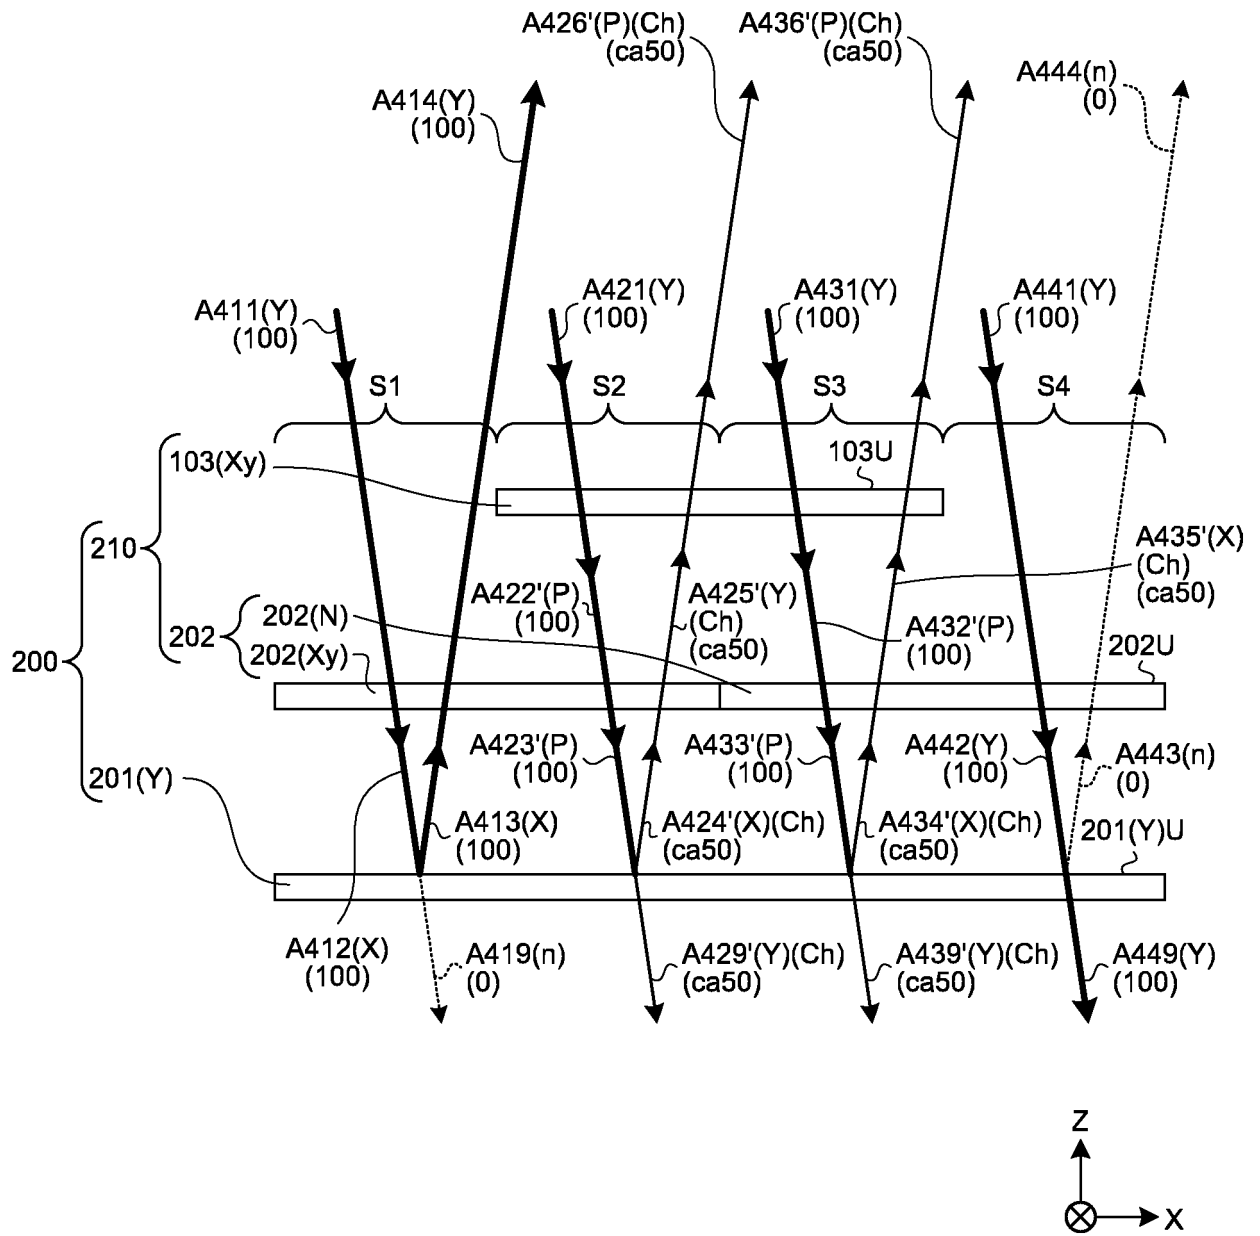 A426'(P)(Ch)
(ca50)
A436'(P)(Ch)
(ca50)
A444(n)
(0)
A414(Y)
(100)
A411(Y)
(100)
A421(Y)
(100)
A431(Y)
(100)
A441(Y)
(100)
S1
S2
S3
S4
103(Xy)
103U
210
A435'(X)
(Ch)
(ca50)
A422'(P)
(100)
A425'(Y)
(Ch)
(ca50)
202(N)
A432'(P)
(100)
202
200
202(Xy)
202U
A423'(P)
(100)
A433'(P)
(100)
A442(Y)
(100)
A443(n)
(0)
201(Y)
A413(X)
(100)
A424'(X)(Ch)
(ca50)
A434'(X)(Ch)
(ca50)
201(Y)U
A412(X)
(100)
A419(n)
(0)
A429'(Y)(Ch)
(ca50)
A439'(Y)(Ch)
(ca50)
A449(Y)
(100)
Z
X